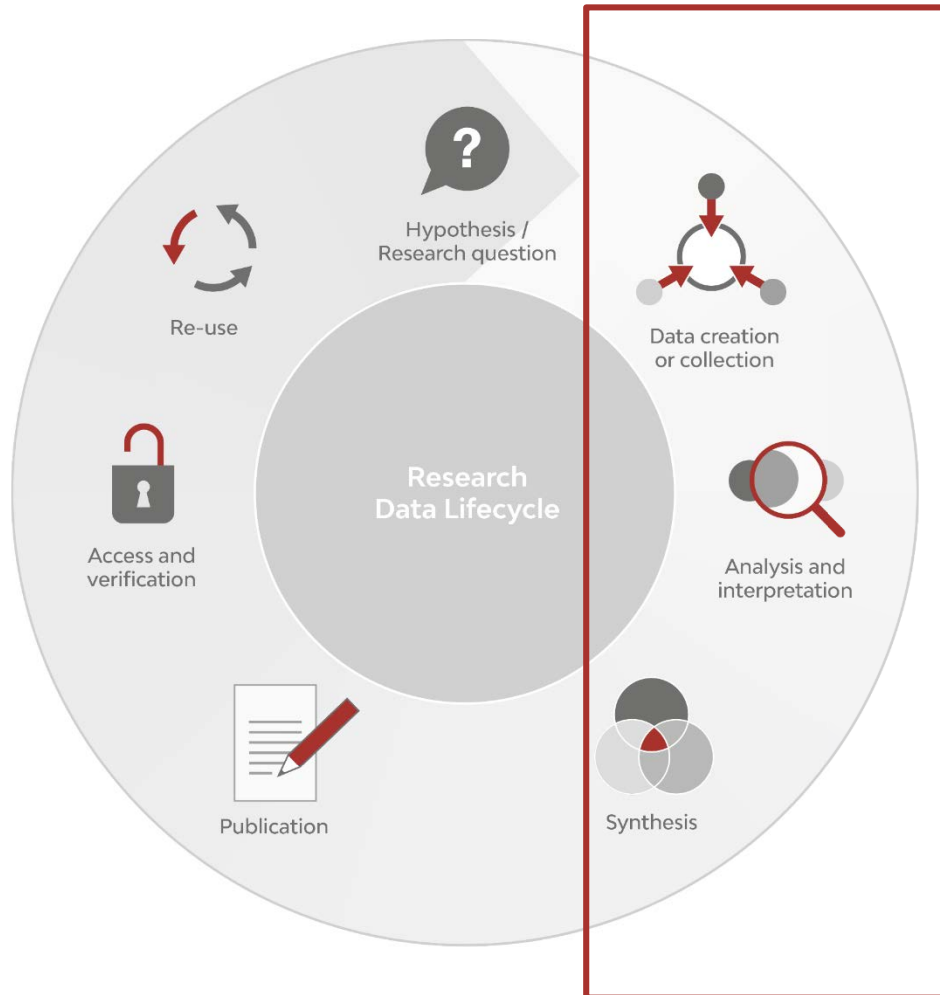 ?
Hypothesis /
Research question
Data creation
or collection
Analysis and
interpretation
Synthesis
Publication
Access and
verification
Re-use
Research
Data Lifecycle